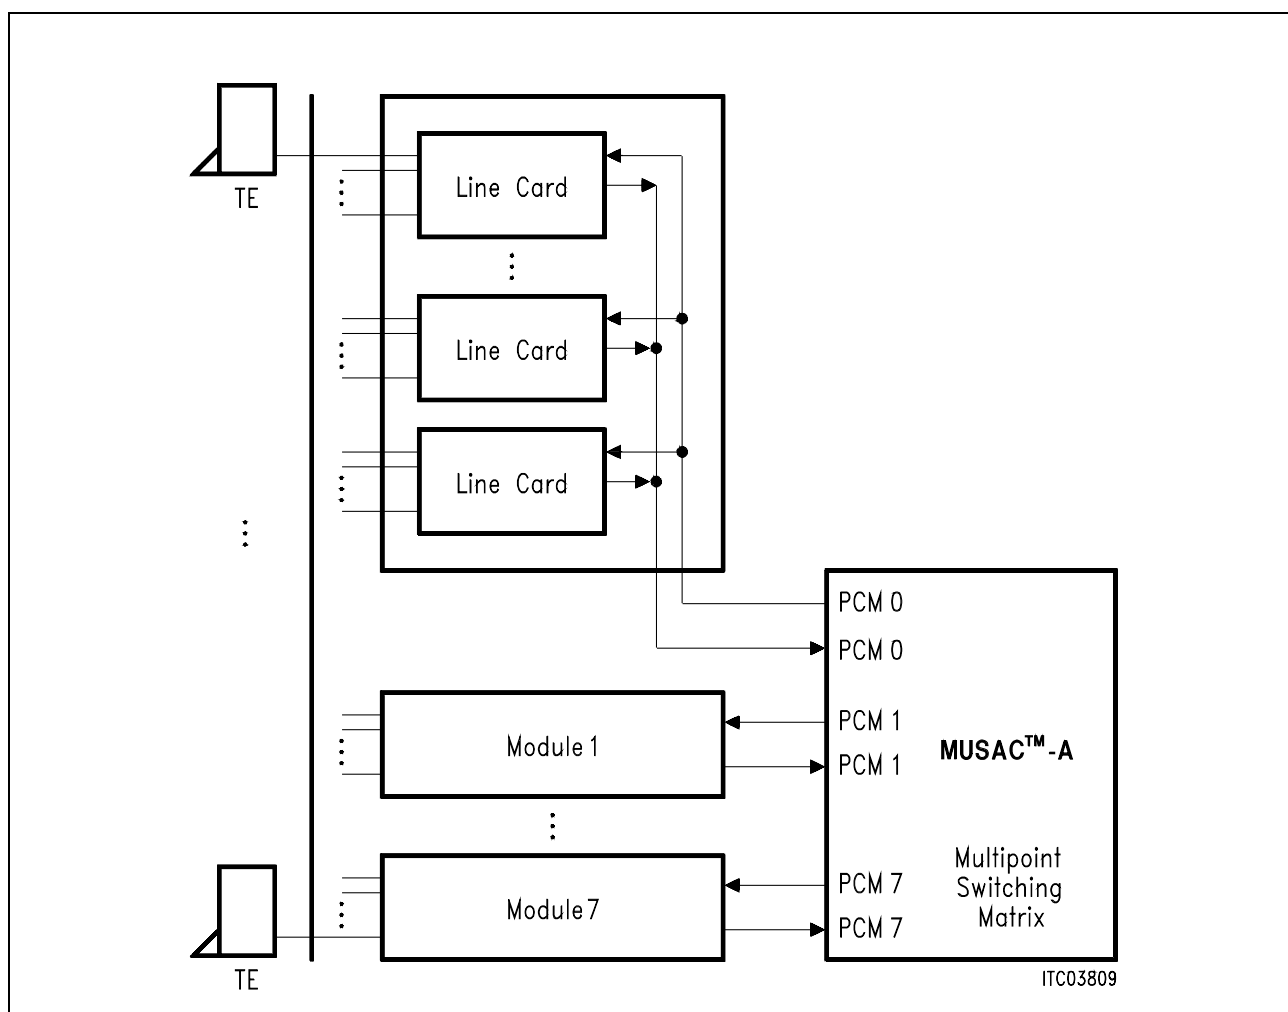 TE
Line Card
Line Card
Line Card
PCM 0
PCM 0
Module 1
PCM 1
PCM 1
MUSAC™-A
Multipoint
Switching
Matrix
Module 7
PCM 7
PCM 7
TE
ITC03809